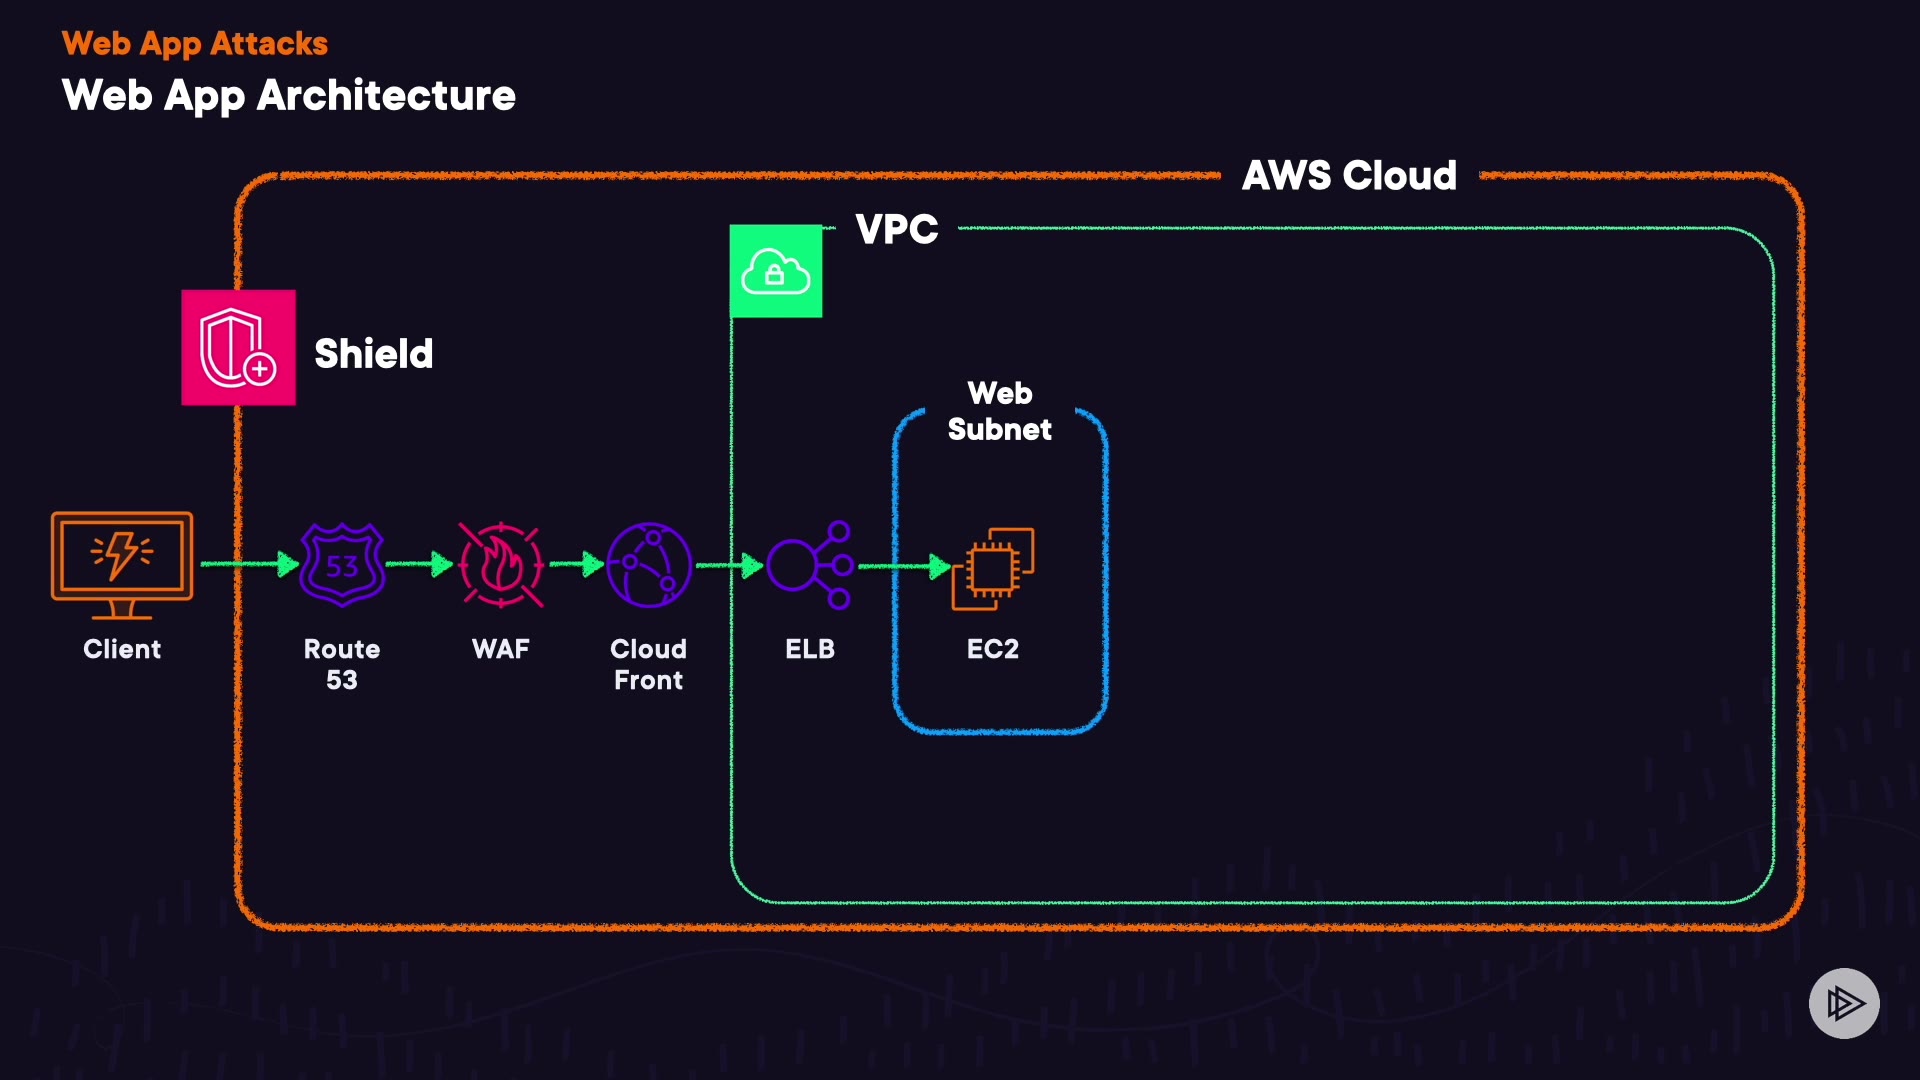 Web App Attacks
Web App Architecture
AWS Cloud
VPC
Shield
Web
Subnet
53
Client
Route
53
WAF
Cloud
Front
ELB
EC2